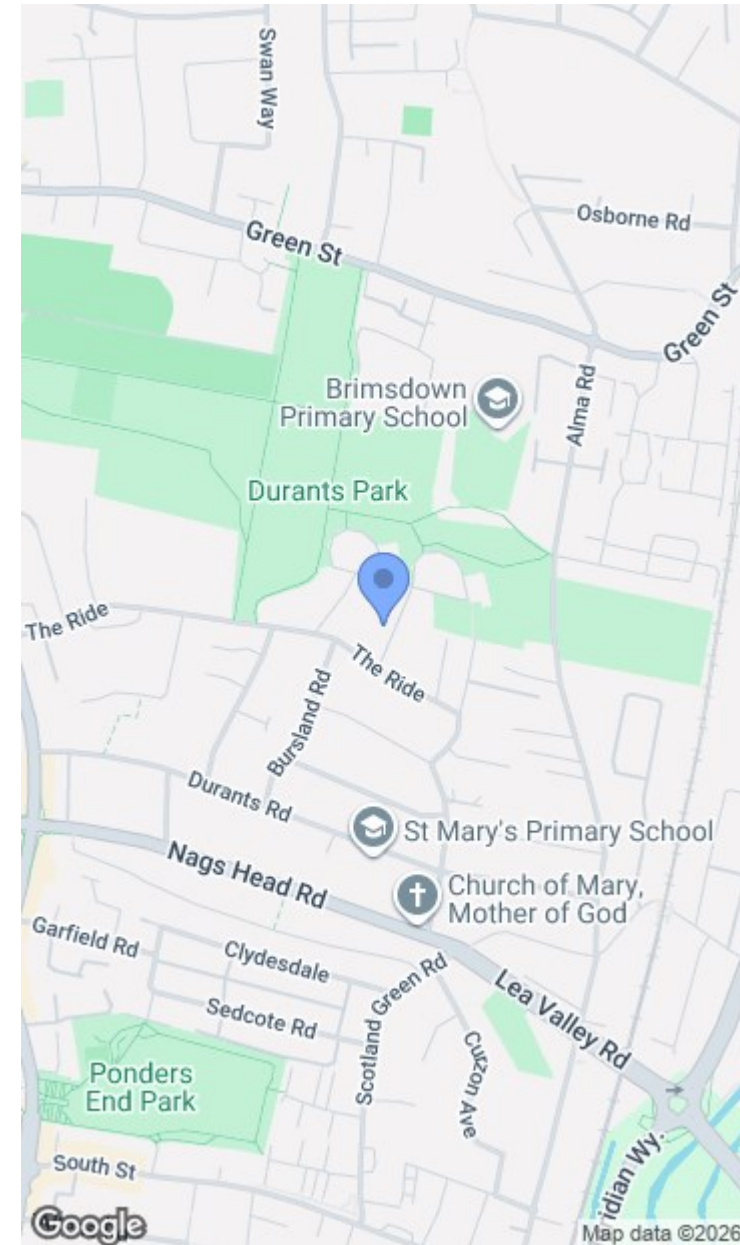 Swan Way
Osborne Rd
Green St
Green St
Brimsdown
Primary School
Alma Rd
Durants Park
The Ride
The Ride
Bursland Rd
Durants Rd
St Mary's Primary School
Nags Head Rd
Church of Mary,
Mother of God
Garfield Rd
Clydesdale
Scotland Green Rd
Lea Valley Rd
Sedcote Rd
Curzon Ave
Ponders
End Park
South St
ridian Wy.
Google
Map data ©2026